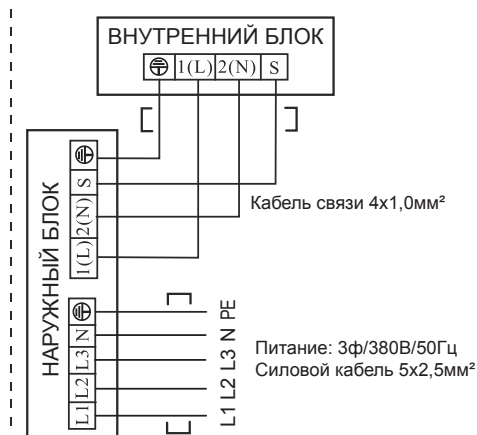 ВНУТРЕННИЙ БЛОК
1(L) 2(N) S
НАРУЖНЫЙ БЛОК
S
2(N)
1(L)
Кабель связи 4х1,0мм²
N
L3
L2
L1
PE
N
L3
L2
L1
Питание: 3ф/380В/50Гц
Силовой кабель 5х2,5мм²